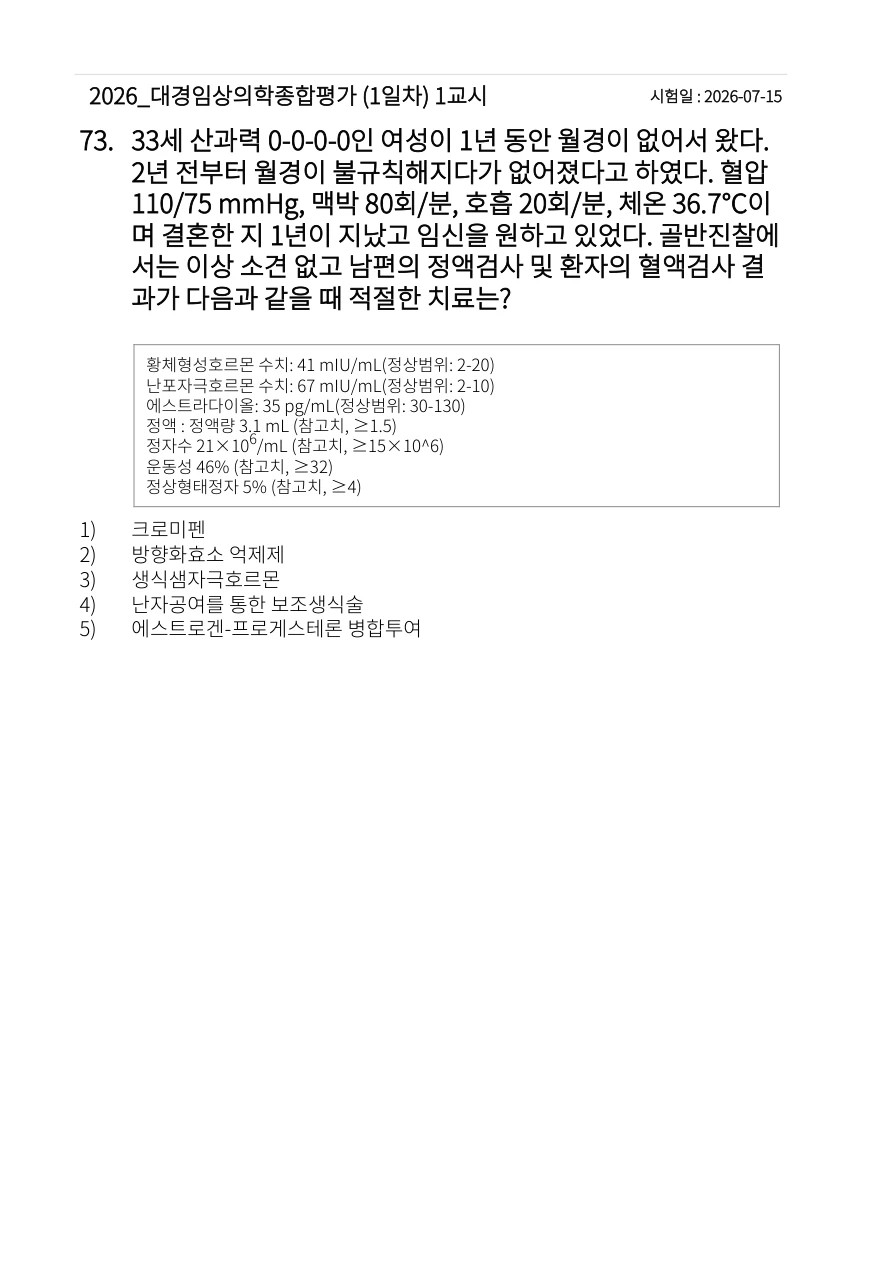 2026_대경임상의학종합평가 (1일차) 1교시
시험일 : 2026-07-15
73. 33세 산과력 0-0-0-0인 여성이 1년 동안 월경이 없어서 왔다.
2년 전부터 월경이 불규칙해지다가 없어졌다고 하였다. 혈압
110/75 mmHg, 맥박 80회/분, 호흡 20회/분, 체온 36.7℃이
며 결혼한 지 1년이 지났고 임신을 원하고 있었다. 골반진찰에
서는 이상 소견 없고 남편의 정액검사 및 환자의 혈액검사 결
과가 다음과 같을 때 적절한 치료는?
황체형성호르몬 수치: 41 mIU/mL(정상범위: 2-20)
난포자극호르몬 수치: 67 mIU/mL(정상범위: 2-10)
에스트라다이올: 35 pg/mL(정상범위: 30-130)
정액 : 정액량 3.1 mL (참고치, ≥1.5)
정자수 21×10⁶/mL (참고치, ≥15×10^6)
운동성 46% (참고치, ≥32)
정상형태정자 5% (참고치, ≥4)
1) 크로미펜
2) 방향화효소 억제제
3) 생식샘자극호르몬
4) 난자공여를 통한 보조생식술
5) 에스트로겐-프로게스테론 병합투여